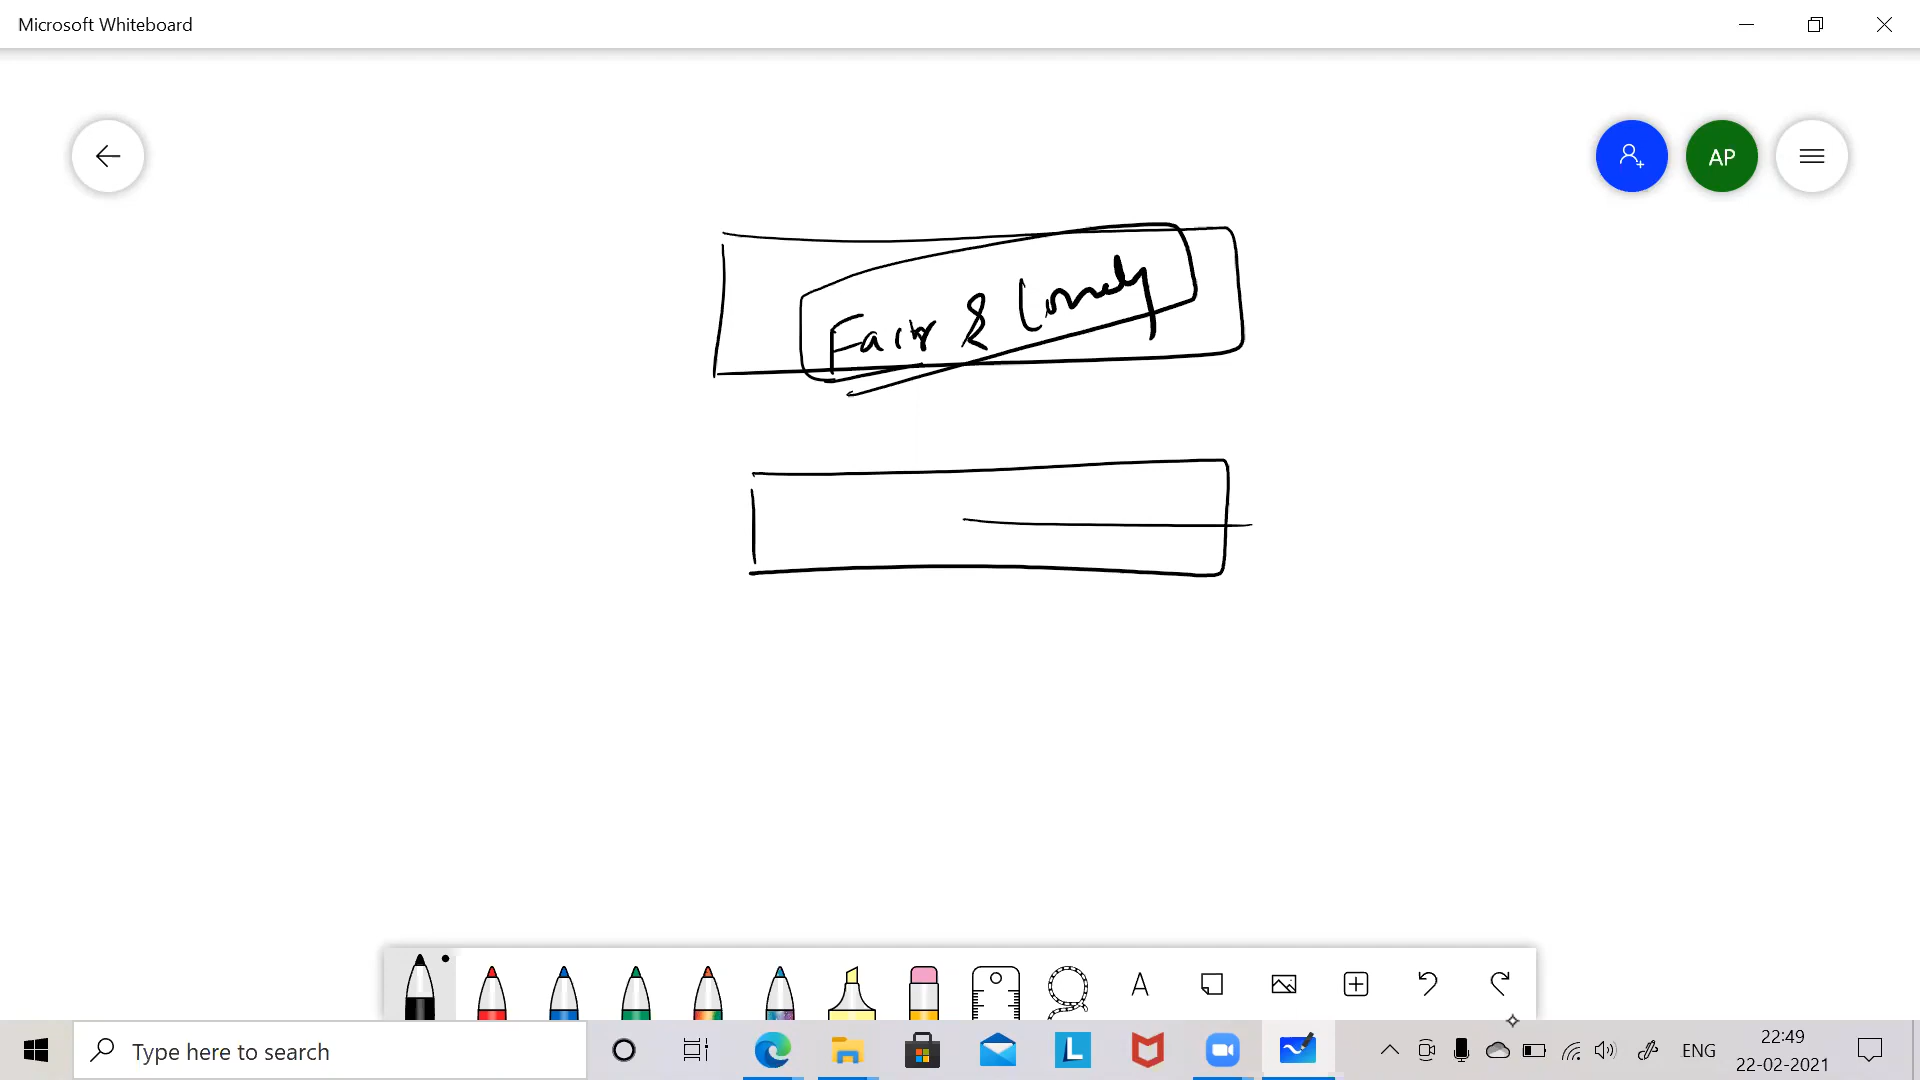 Microsoft Whiteboard
AP
Fair & Lovely
A
Type here to search
L
ENG
22:49
22-02-2021